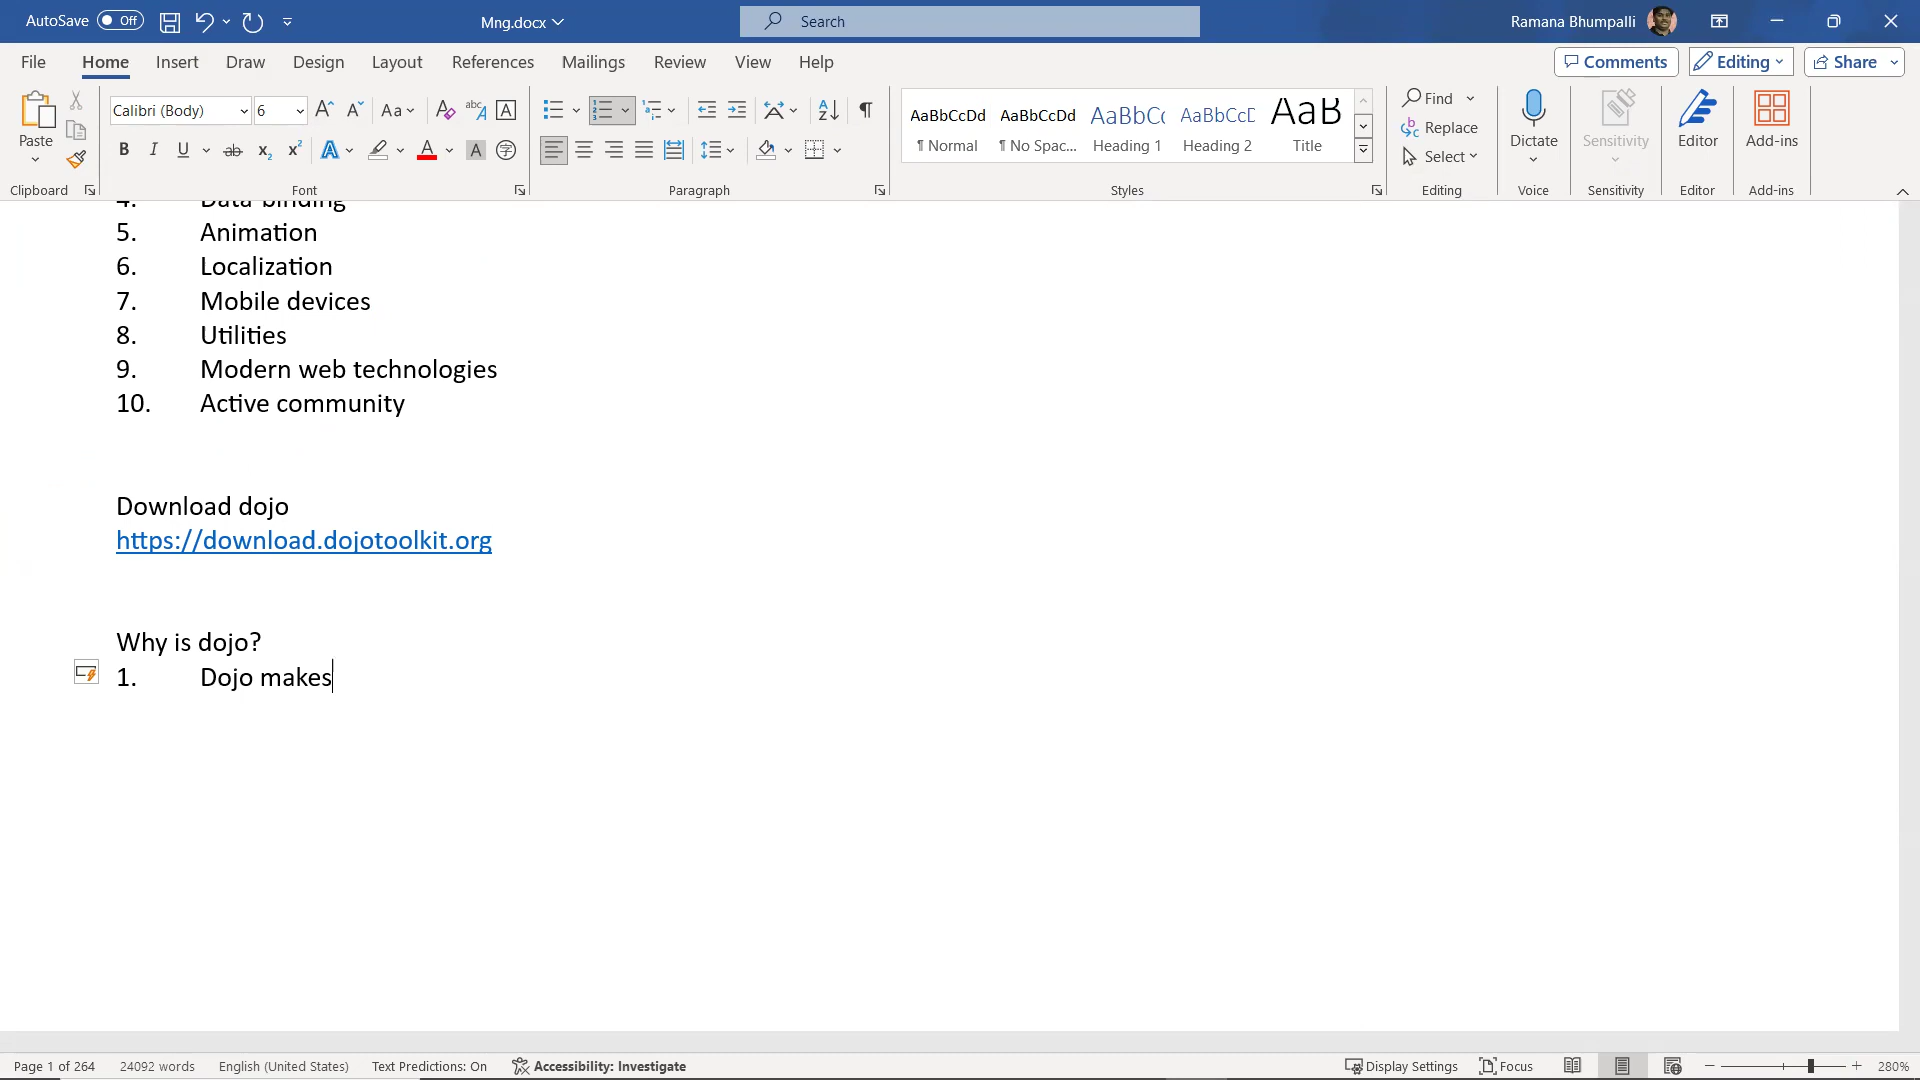 AutoSave Off Mng.docx Search Ramana Bhumpalli
File Home Insert Draw Design Layout References Mailings Review View Help Comments Editing Share
Paste Calibri (Body) 6 Aa AaBbCcDd AaBbCcDd AaBbCc AaBbCcD AaB Find Replace Select Dictate Sensitivity Editor Add-ins
¶ Normal ¶ No Spac... Heading 1 Heading 2 Title
Clipboard Font Paragraph Styles Editing Voice Sensitivity Editor Add-ins
4. Data binding
5. Animation
6. Localization
7. Mobile devices
8. Utilities
9. Modern web technologies
10. Active community
Download dojo
https://download.dojotoolkit.org
Why is dojo?
1. Dojo makes
Page 1 of 264 24092 words English (United States) Text Predictions: On Accessibility: Investigate Display Settings Focus 280%